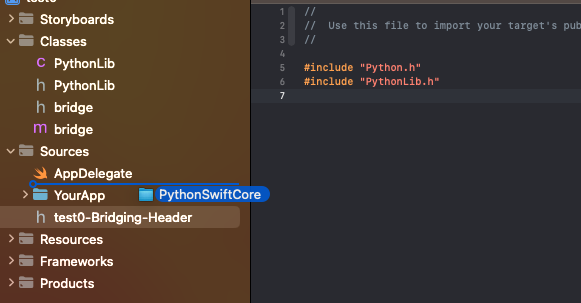 Storyboards
Classes
C PythonLib
h PythonLib
h bridge
m bridge
Sources
AppDelegate
YourApp
PythonSwiftCore
h test0-Bridging-Header
Resources
Frameworks
Products
1 //
2 // Use this file to import your target's pub
3 //
4
5 #include "Python.h"
6 #include "PythonLib.h"
7